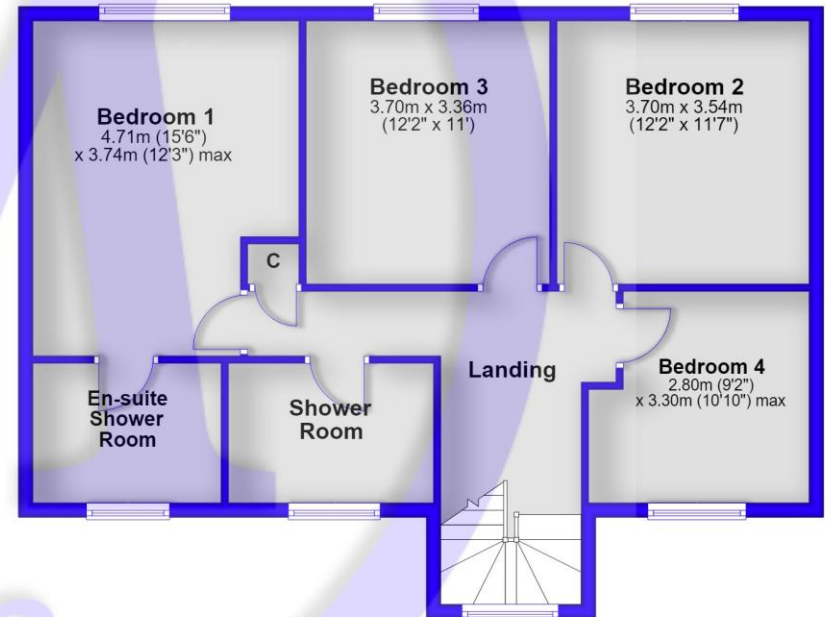 Bedroom 1
4.71m (15'6")
x 3.74m (12'3") max
Bedroom 3
3.70m x 3.36m
(12'2" x 11')
Bedroom 2
3.70m x 3.54m
(12'2" x 11'7")
C
Landing
Bedroom 4
2.80m (9'2")
x 3.30m (10'10") max
En-suite
Shower
Room
Shower
Room